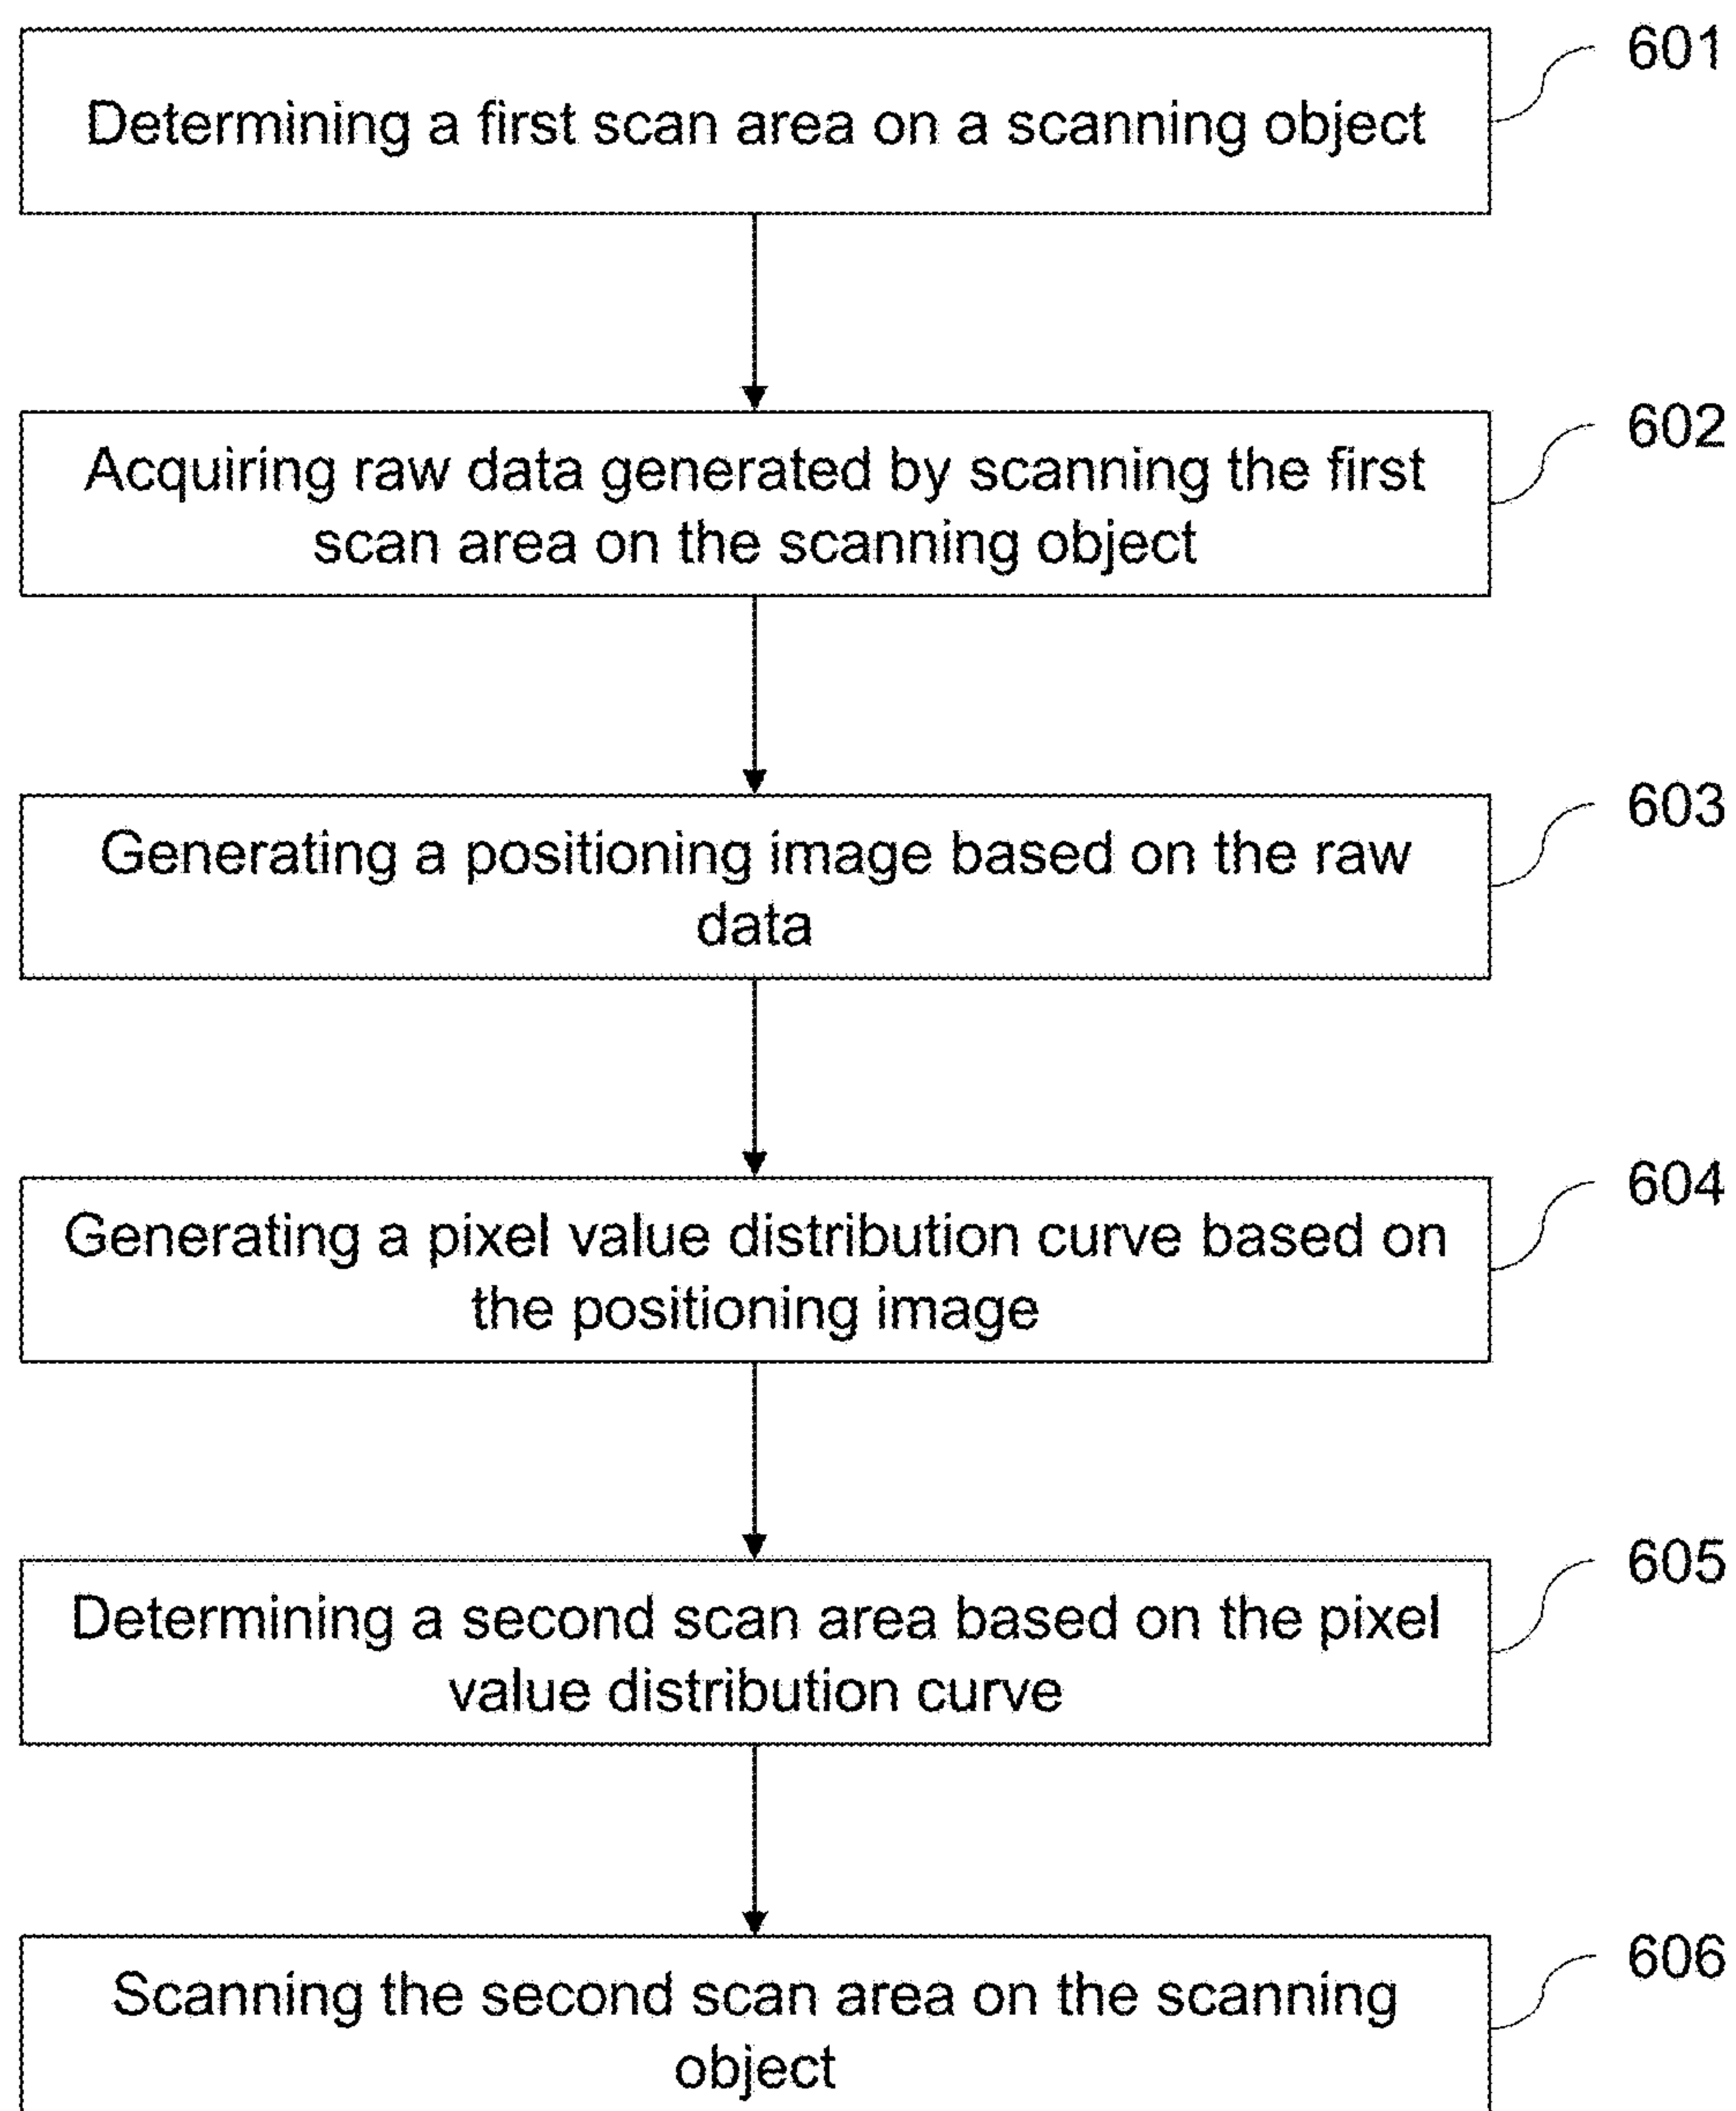 601
Determining a first scan area on a scanning object
602
Acquiring raw data generated by scanning the first
scan area on the scanning object
603
Generating a positioning image based on the raw
data
604
Generating a pixel value distribution curve based on
the positioning image
605
Determining a second scan area based on the pixel
value distribution curve
606
Scanning the second scan area on the scanning
object